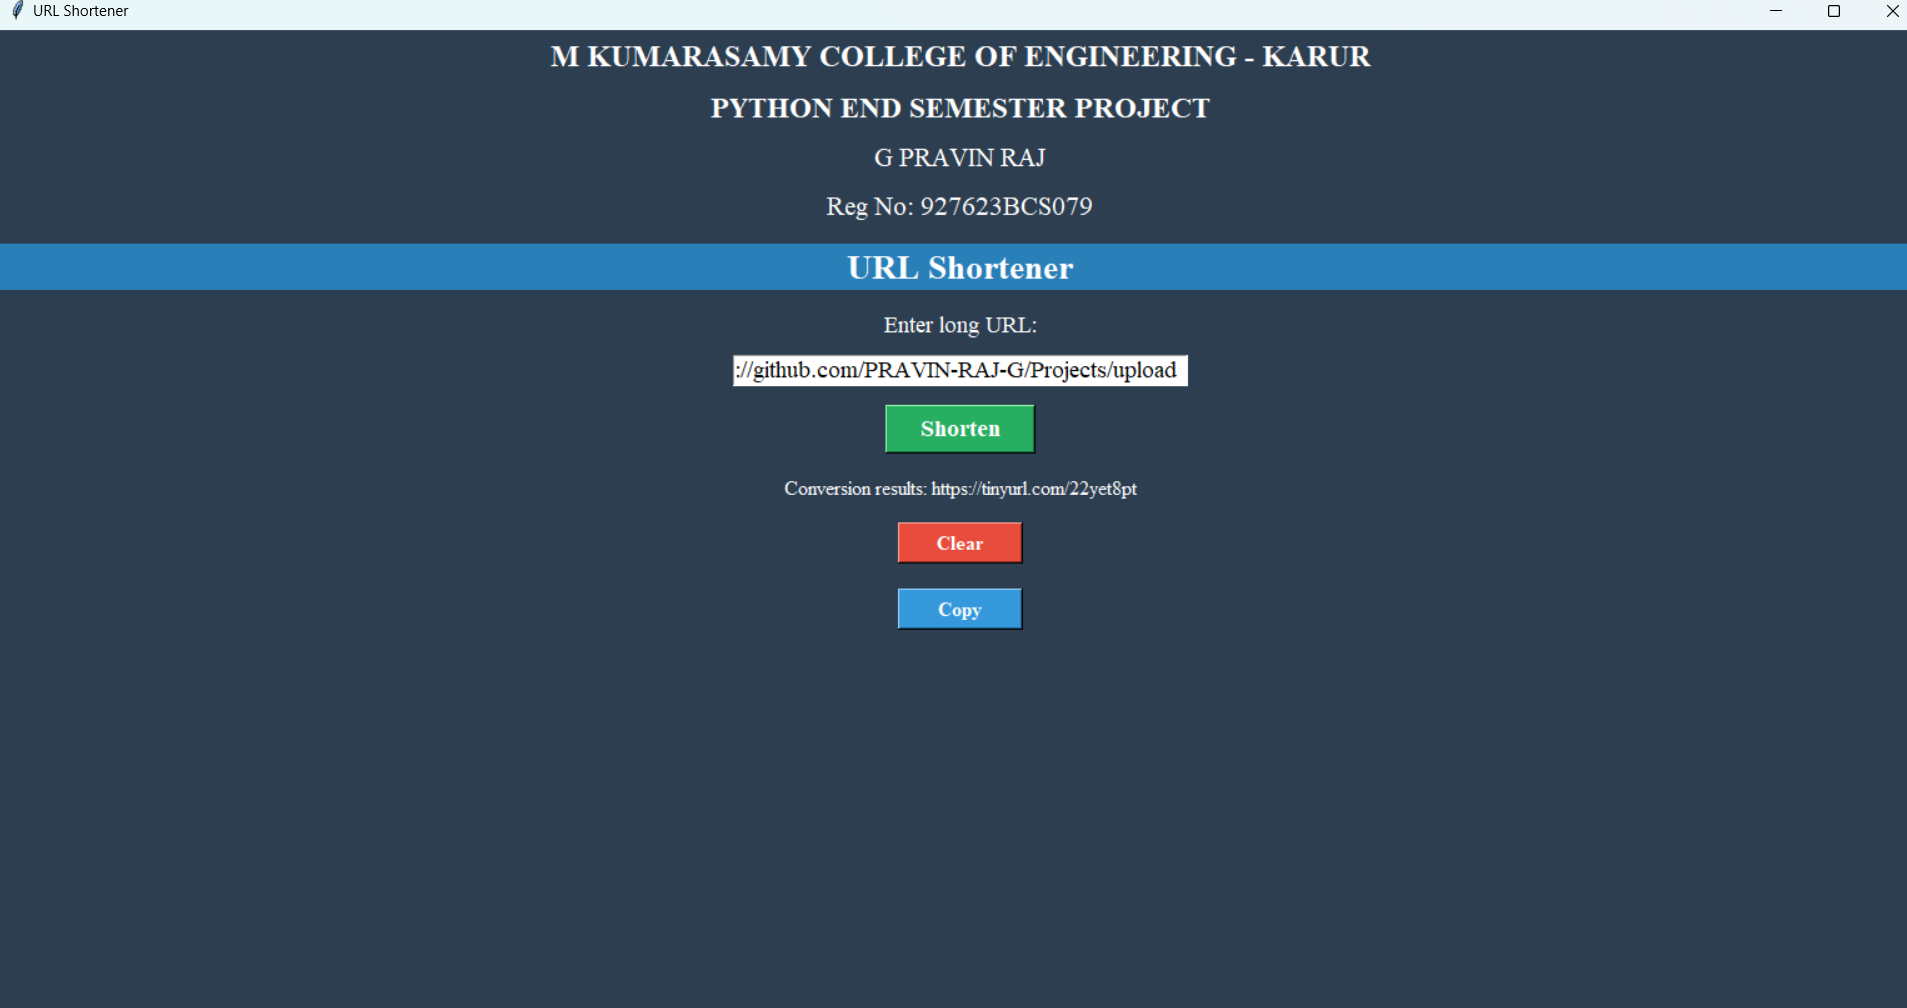 URL Shortener
M KUMARASAMY COLLEGE OF ENGINEERING - KARUR
PYTHON END SEMESTER PROJECT
G PRAVIN RAJ
Reg No: 927623BCS079
URL Shortener
Enter long URL:
://github.com/PRAVIN-RAJ-G/Projects/upload
Shorten
Conversion results: https://tinyurl.com/22yet8pt
Clear
Copy